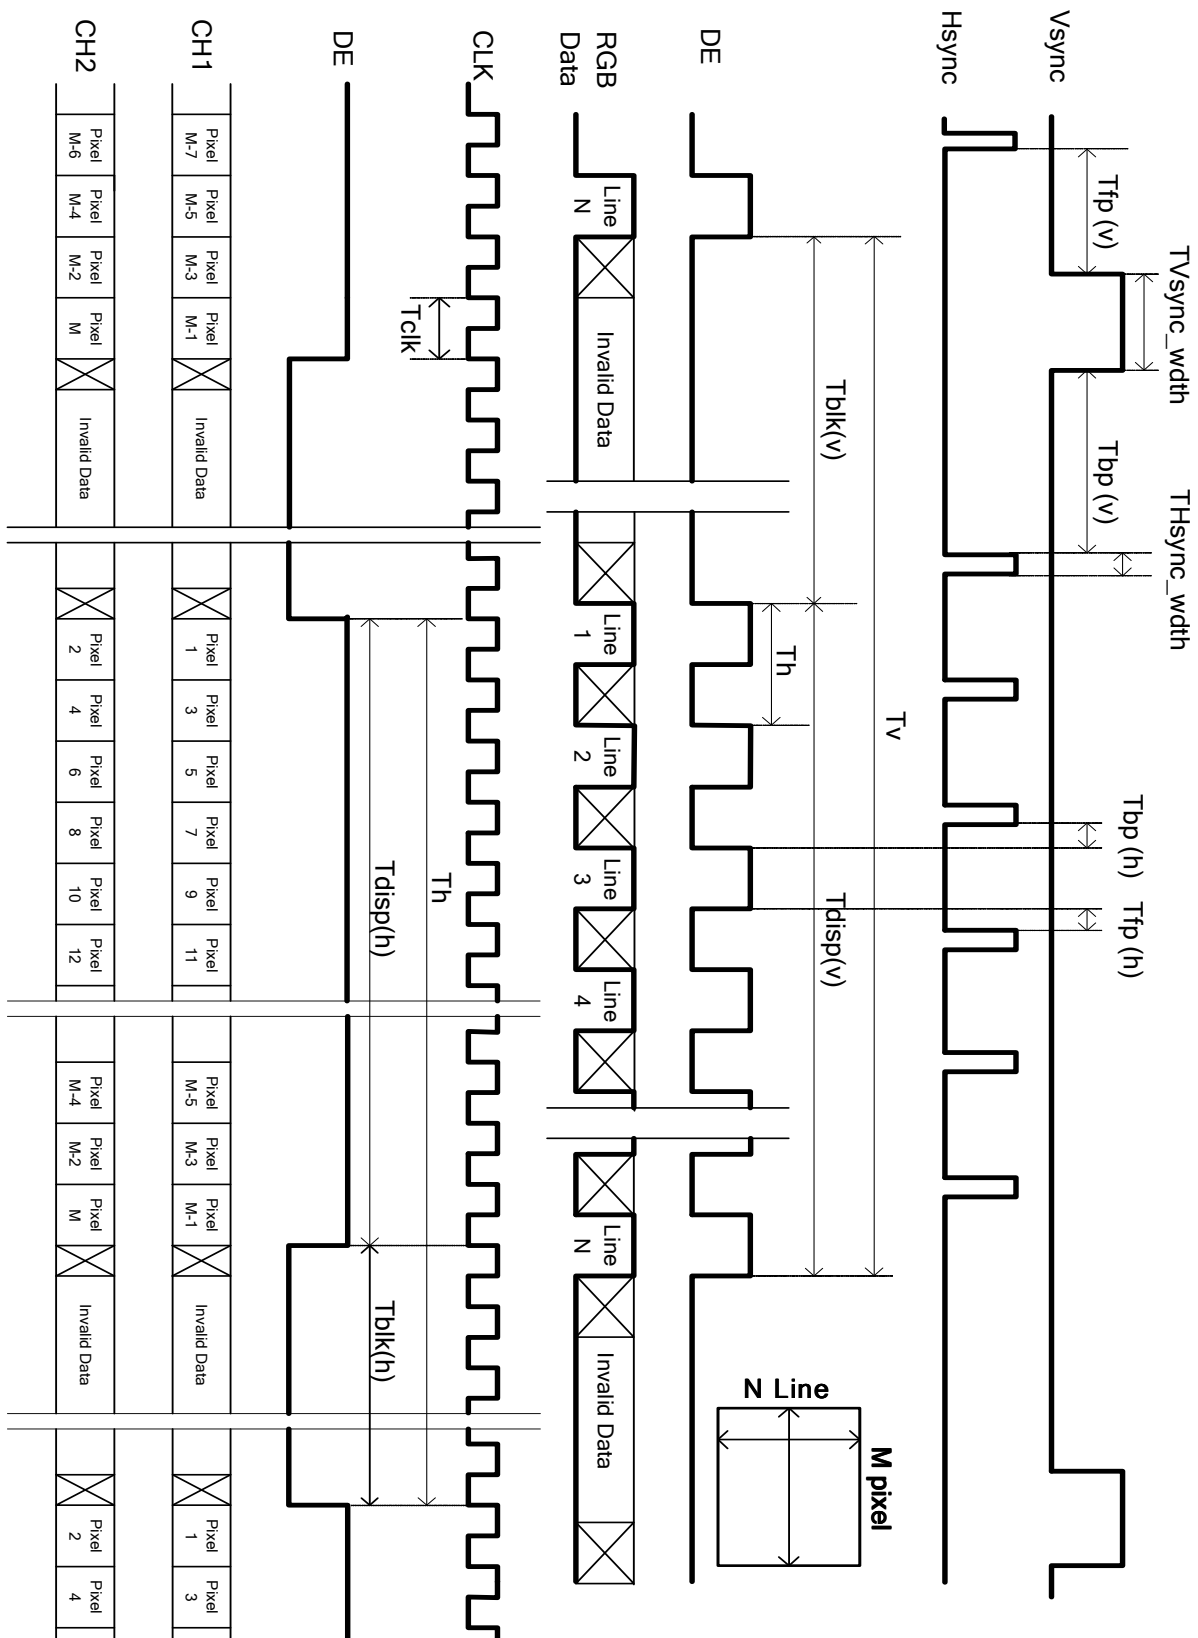 TVsync_wdth
THsync_wdth
Vsync
Tfp (v)
Tbp (v)
Tbp (h)
Tfp (h)
Hsync
Tv
Tblk(v)
Tdisp(v)
Th
N Line
M pixel
DE
RGB
Data
Line
N
Invalid Data
Line
1
Line
2
Line
3
Line
4
Line
N
Invalid Data
CLK
Tclk
Th
Tdisp(h)
Tblk(h)
DE
CH1
Pixel
M-7
Pixel
M-5
Pixel
M-3
Pixel
M-1
Invalid Data
Pixel
1
Pixel
3
Pixel
5
Pixel
7
Pixel
9
Pixel
11
Pixel
M-5
Pixel
M-3
Pixel
M-1
Invalid Data
Pixel
1
Pixel
3
CH2
Pixel
M-6
Pixel
M-4
Pixel
M-2
Pixel
M
Invalid Data
Pixel
2
Pixel
4
Pixel
6
Pixel
8
Pixel
10
Pixel
12
Pixel
M-4
Pixel
M-2
Pixel
M
Invalid Data
Pixel
2
Pixel
4